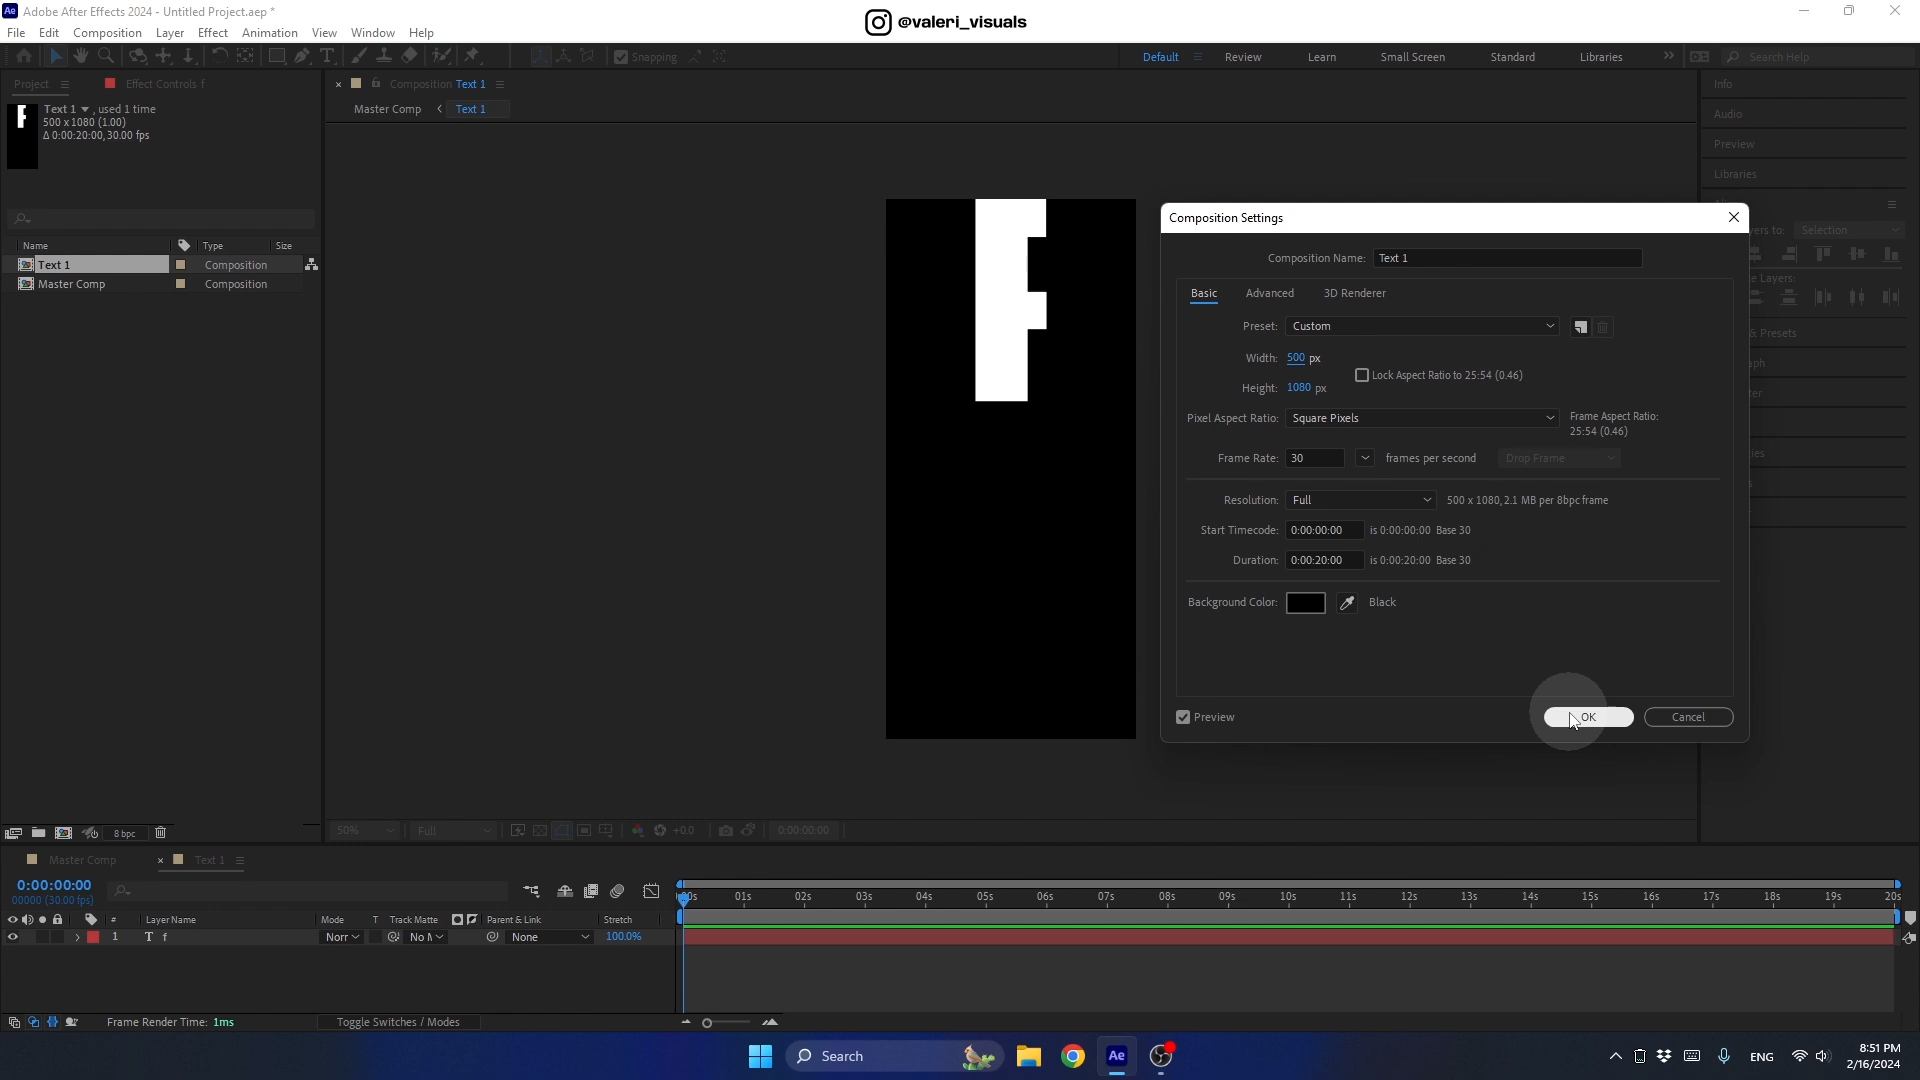 Adobe After Effects 2024 - Untitled Project.aep *
@valeri_visuals
File Edit Composition Layer Effect Animation View Window Help
Snapping
Default Review Learn Small Screen Standard Libraries Search Help
Project Effect Controls f
Composition Text 1
Info
Text 1 , used 1 time
500 x 1080 (1.00)
Δ 0:00:20:00, 30.00 fps
Master Comp Text 1
Audio
Preview
Libraries
Composition Settings
yers to: Selection
Name Type Size
Text 1 Composition
Master Comp Composition
F
Composition Name: Text 1
e Layers:
Basic Advanced 3D Renderer
Preset: Custom
& Presets
Width: 500 px
Lock Aspect Ratio to 25:54 (0.46)
Height: 1080 px
Pixel Aspect Ratio: Square Pixels
Frame Aspect Ratio:
25:54 (0.46)
Frame Rate: 30 frames per second Drop Frame
Resolution: Full 500 x 1080, 2.1 MB per 8bpc frame
Start Timecode: 0:00:00:00 is 0:00:00:00 Base 30
Duration: 0:00:20:00 is 0:00:20:00 Base 30
Background Color: Black
Preview OK Cancel
8 bpc
50% Full +0.0 0:00:00:00
Master Comp Text 1
0:00:00:00
00000 (30.00 fps)
01s 02s 03s 04s 05s 06s 07s 08s 09s 10s 11s 12s 13s 14s 15s 16s 17s 18s 19s 20s
# Layer Name Mode T Track Matte Parent & Link Stretch
1 T f Norr No M None 100.0%
Frame Render Time: 1ms Toggle Switches / Modes
Search
Ae
ENG
8:51 PM
2/16/2024